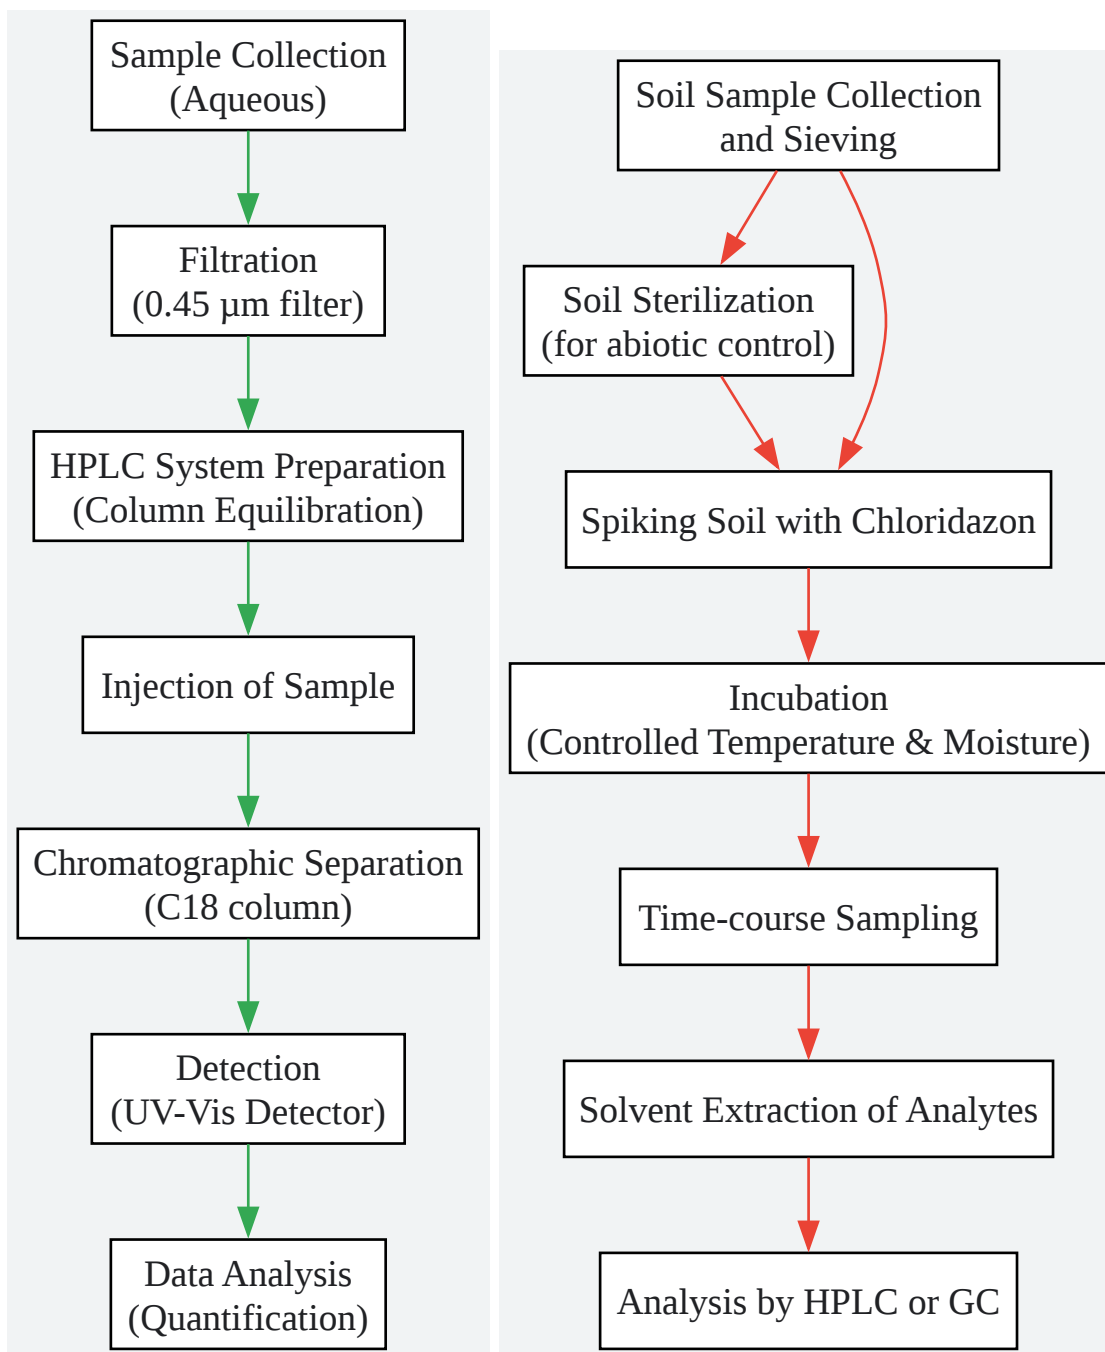 Sample Collection
(Aqueous)
Filtration
(0.45 µm filter)
HPLC System Preparation
(Column Equilibration)
Injection of Sample
Chromatographic Separation
(C18 column)
Detection
(UV-Vis Detector)
Data Analysis
(Quantification)
Soil Sample Collection
and Sieving
Soil Sterilization
(for abiotic control)
Spiking Soil with Chloridazon
Incubation
(Controlled Temperature & Moisture)
Time-course Sampling
Solvent Extraction of Analytes
Analysis by HPLC or GC